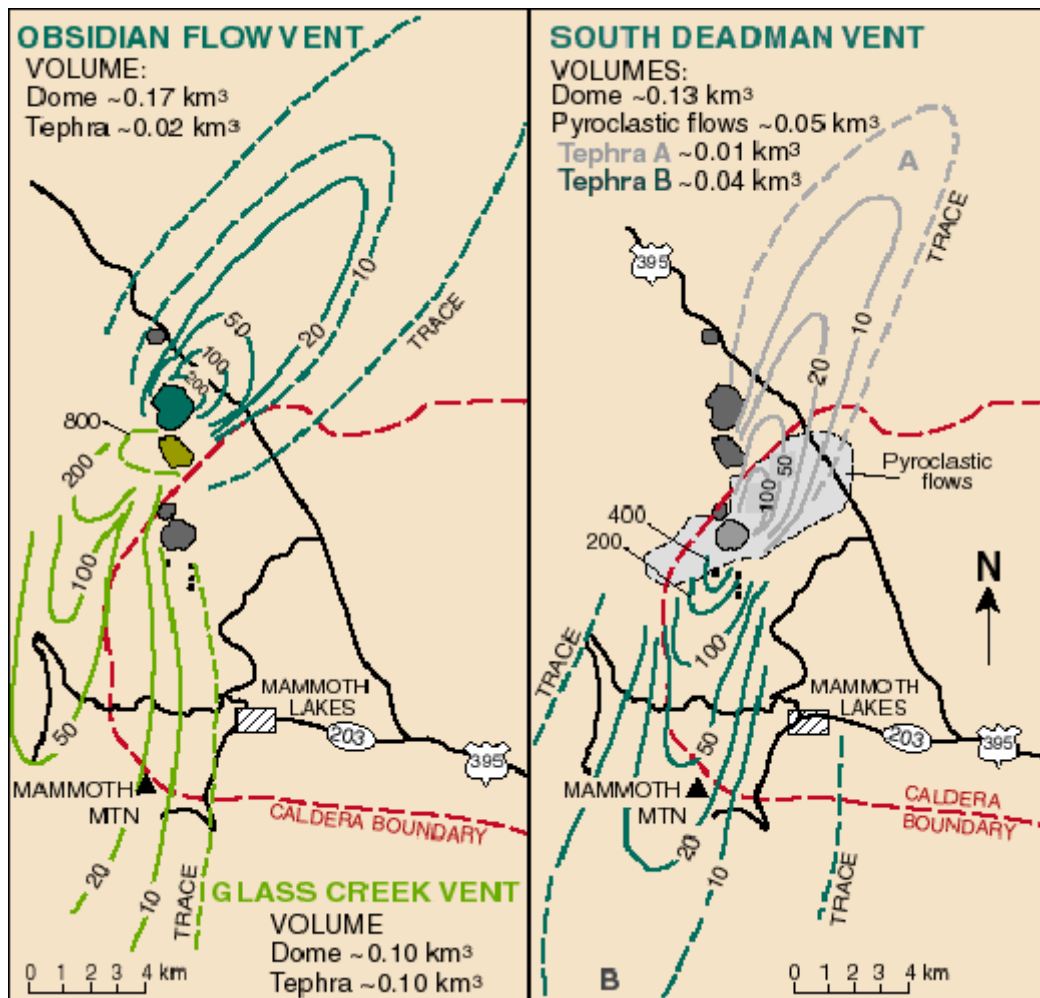 OBSIDIAN FLOW VENT
VOLUME:
Dome ~0.17 km³
Tephra ~0.02 km³
10
20
50
100
200
TRACE
800
200
100
50
MAMMOTH
LAKES
203
395
MAMMOTH
MTN
CALDERA BOUNDARY
20
10
TRACE
GLASS CREEK VENT
VOLUME
Dome ~0.10 km³
Tephra ~0.10 km³
0 1 2 3 4 km
SOUTH DEADMAN VENT
VOLUMES:
Dome ~0.13 km³
Pyroclastic flows ~0.05 km³
Tephra A ~0.01 km³
Tephra B ~0.04 km³
A
TRACE
395
10
20
50
100
Pyroclastic
flows
400
200
N
100
TRACE
MAMMOTH
LAKES
203
395
50
MAMMOTH
MTN
CALDERA
BOUNDARY
20
10
TRACE
B
0 1 2 3 4 km